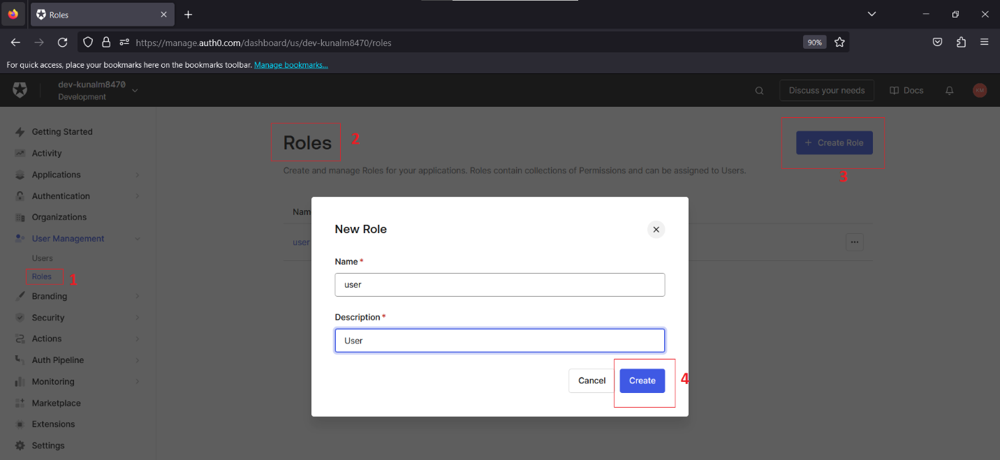 Roles
https://manage.auth0.com/dashboard/us/dev-kunalm8470/roles
90%
For quick access, place your bookmarks here on the bookmarks toolbar. Manage bookmarks...
dev-kunalm8470
Development
Discuss your needs
Docs
KM
Getting Started
Activity
Applications
Authentication
Organizations
User Management
Users
Roles
1
Branding
Security
Actions
Auth Pipeline
Monitoring
Marketplace
Extensions
Settings
Roles
2
+ Create Role
3
Create and manage Roles for your applications. Roles contain collections of Permissions and can be assigned to Users.
Nam
user
New Role
Name *
user
Description *
User
Cancel
Create
4